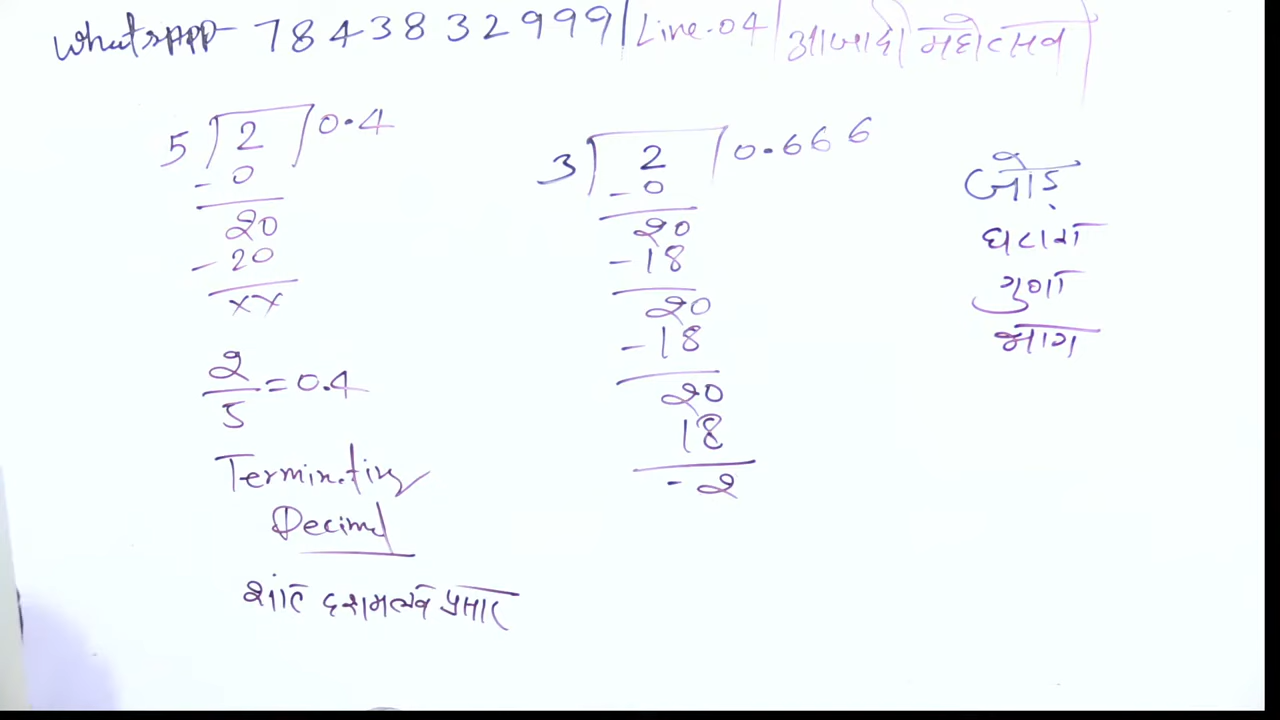 Whatsapp- 7843832999 | Line-04 | आजादी महोत्सव
5 2 0.4
- 0
20
- 20
××
2
5 = 0.4
Terminating
Decimal
सांत दशमलव प्रसार
3 2 0.666
- 0
20
- 18
20
- 18
20
18
- 2
जोड़
घटाना
गुणा
भाग